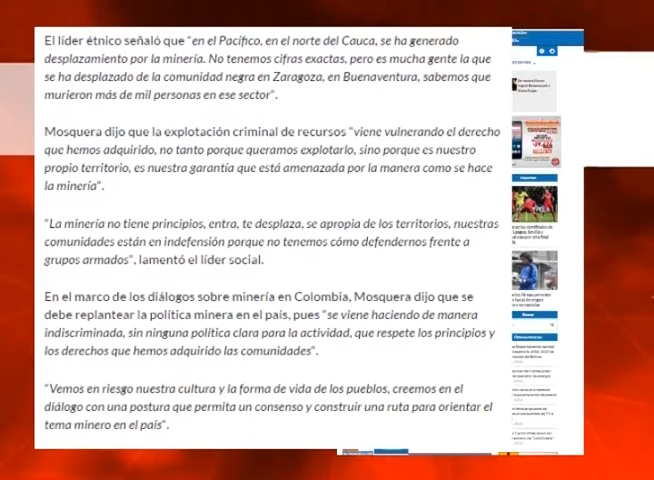 El líder étnico señaló que "en el Pacífico, en el norte del Cauca, se ha generado
desplazamiento por la minería. No tenemos cifras exactas, pero es mucha gente la que
se ha desplazado de la comunidad negra en Zaragoza, en Buenaventura, sabemos que
murieron más de mil personas en ese sector".
Mosquera dijo que la explotación criminal de recursos "viene vulnerando el derecho
que hemos adquirido, no tanto porque queramos explotarlo, sino porque es nuestro
propio territorio, es nuestra garantía que está amenazada por la manera como se hace
la minería".
"La minería no tiene principios, entra, te desplaza, se apropia de los territorios, nuestras
comunidades están en indefensión porque no tenemos cómo defendernos frente a
grupos armados", lamentó el líder social.
En el marco de los diálogos sobre minería en Colombia, Mosquera dijo que se
debe replantear la política minera en el país, pues "se viene haciendo de manera
indiscriminada, sin ninguna política clara para la actividad, que respete los principios y
los derechos que hemos adquirido las comunidades".
"Vemos en riesgo nuestra cultura y la forma de vida de los pueblos, creemos en el
diálogo con una postura que permita un consenso y construir una ruta para orientar el
tema minero en el país".